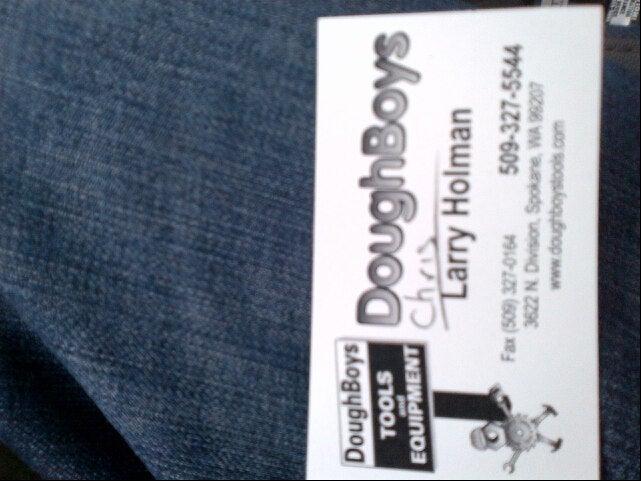 DoughBoys
TOOLS
and
EQUIPMENT
DoughBoys
Chris
Larry Holman
Fax (509) 327-0164 509-327-5544
3622 N. Division, Spokane, WA 99207
www.doughboystools.com